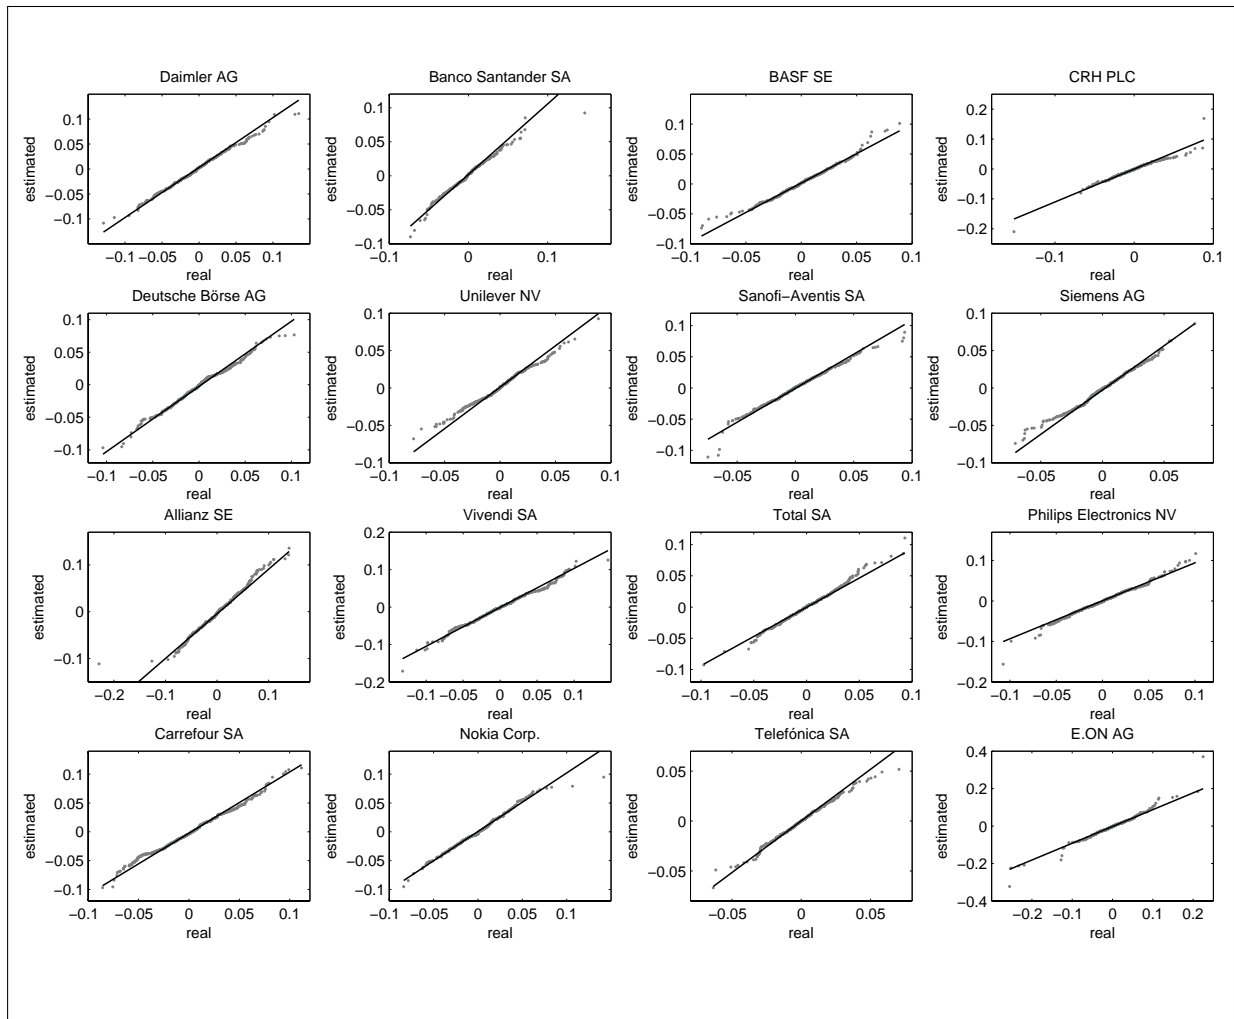 Daimler AG
estimated
0.1
0.05
0
−0.05
−0.1
−0.1 −0.05 0 0.05 0.1
real
Banco Santander SA
estimated
0.1
0.05
0
−0.05
−0.1
−0.1 0 0.1
real
BASF SE
estimated
0.1
0.05
0
−0.05
−0.1
−0.1 −0.05 0 0.05 0.1
real
CRH PLC
estimated
0.2
0.1
0
−0.1
−0.2
−0.1 0 0.1
real
Deutsche Börse AG
estimated
0.1
0.05
0
−0.05
−0.1
−0.1 −0.05 0 0.05 0.1
real
Unilever NV
estimated
0.1
0.05
0
−0.05
−0.1
−0.1 −0.05 0 0.05 0.1
real
Sanofi−Aventis SA
estimated
0.1
0.05
0
−0.05
−0.1
−0.05 0 0.05 0.1
real
Siemens AG
estimated
0.1
0.05
0
−0.05
−0.1
−0.05 0 0.05
real
Allianz SE
estimated
0.1
0
−0.1
−0.2 −0.1 0 0.1
real
Vivendi SA
estimated
0.2
0.1
0
−0.1
−0.2
−0.1 −0.05 0 0.05 0.1 0.15
real
Total SA
estimated
0.1
0.05
0
−0.05
−0.1
−0.1 −0.05 0 0.05 0.1
real
Philips Electronics NV
estimated
0.1
0
−0.1
−0.2
−0.1 −0.05 0 0.05 0.1
real
Carrefour SA
estimated
0.1
0.05
0
−0.05
−0.1
−0.1 −0.05 0 0.05 0.1
real
Nokia Corp.
estimated
0.1
0.05
0
−0.05
−0.1
−0.1 −0.05 0 0.05 0.1 0.15
real
Telefónica SA
estimated
0.05
0
−0.05
−0.05 0 0.05
real
E.ON AG
estimated
0.4
0.2
0
−0.2
−0.4
−0.2 −0.1 0 0.1 0.2
real